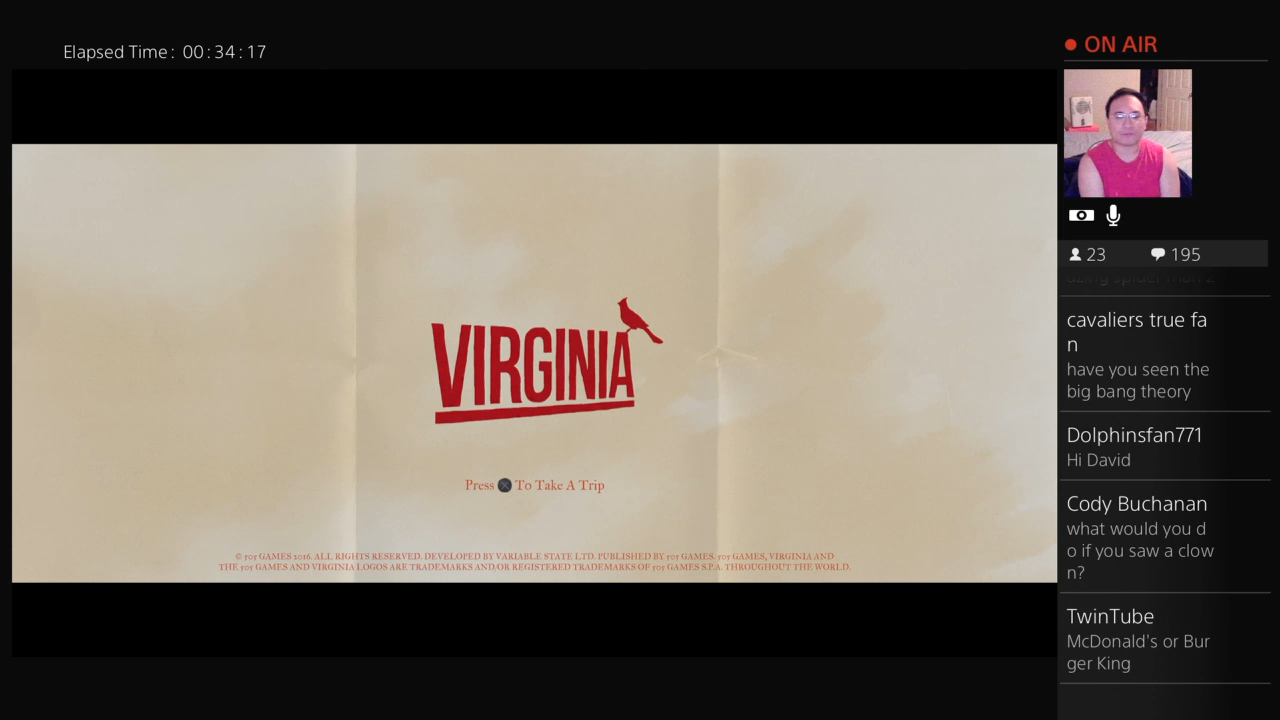 Elapsed Time: 00:34:17
ON AIR
23 195
cavaliers true fa
n
have you seen the
big bang theory
Dolphinsfan771
Hi David
Cody Buchanan
what would you d
o if you saw a clow
n?
TwinTube
McDonald's or Bur
ger King
VIRGINIA
Press To Take A Trip
© 505 GAMES 2016. ALL RIGHTS RESERVED. DEVELOPED BY VARIABLE STATE LTD. PUBLISHED BY 505 GAMES. 505 GAMES, VIRGINIA AND
THE 505 GAMES AND VIRGINIA LOGOS ARE TRADEMARKS AND/OR REGISTERED TRADEMARKS OF 505 GAMES S.P.A. THROUGHOUT THE WORLD.